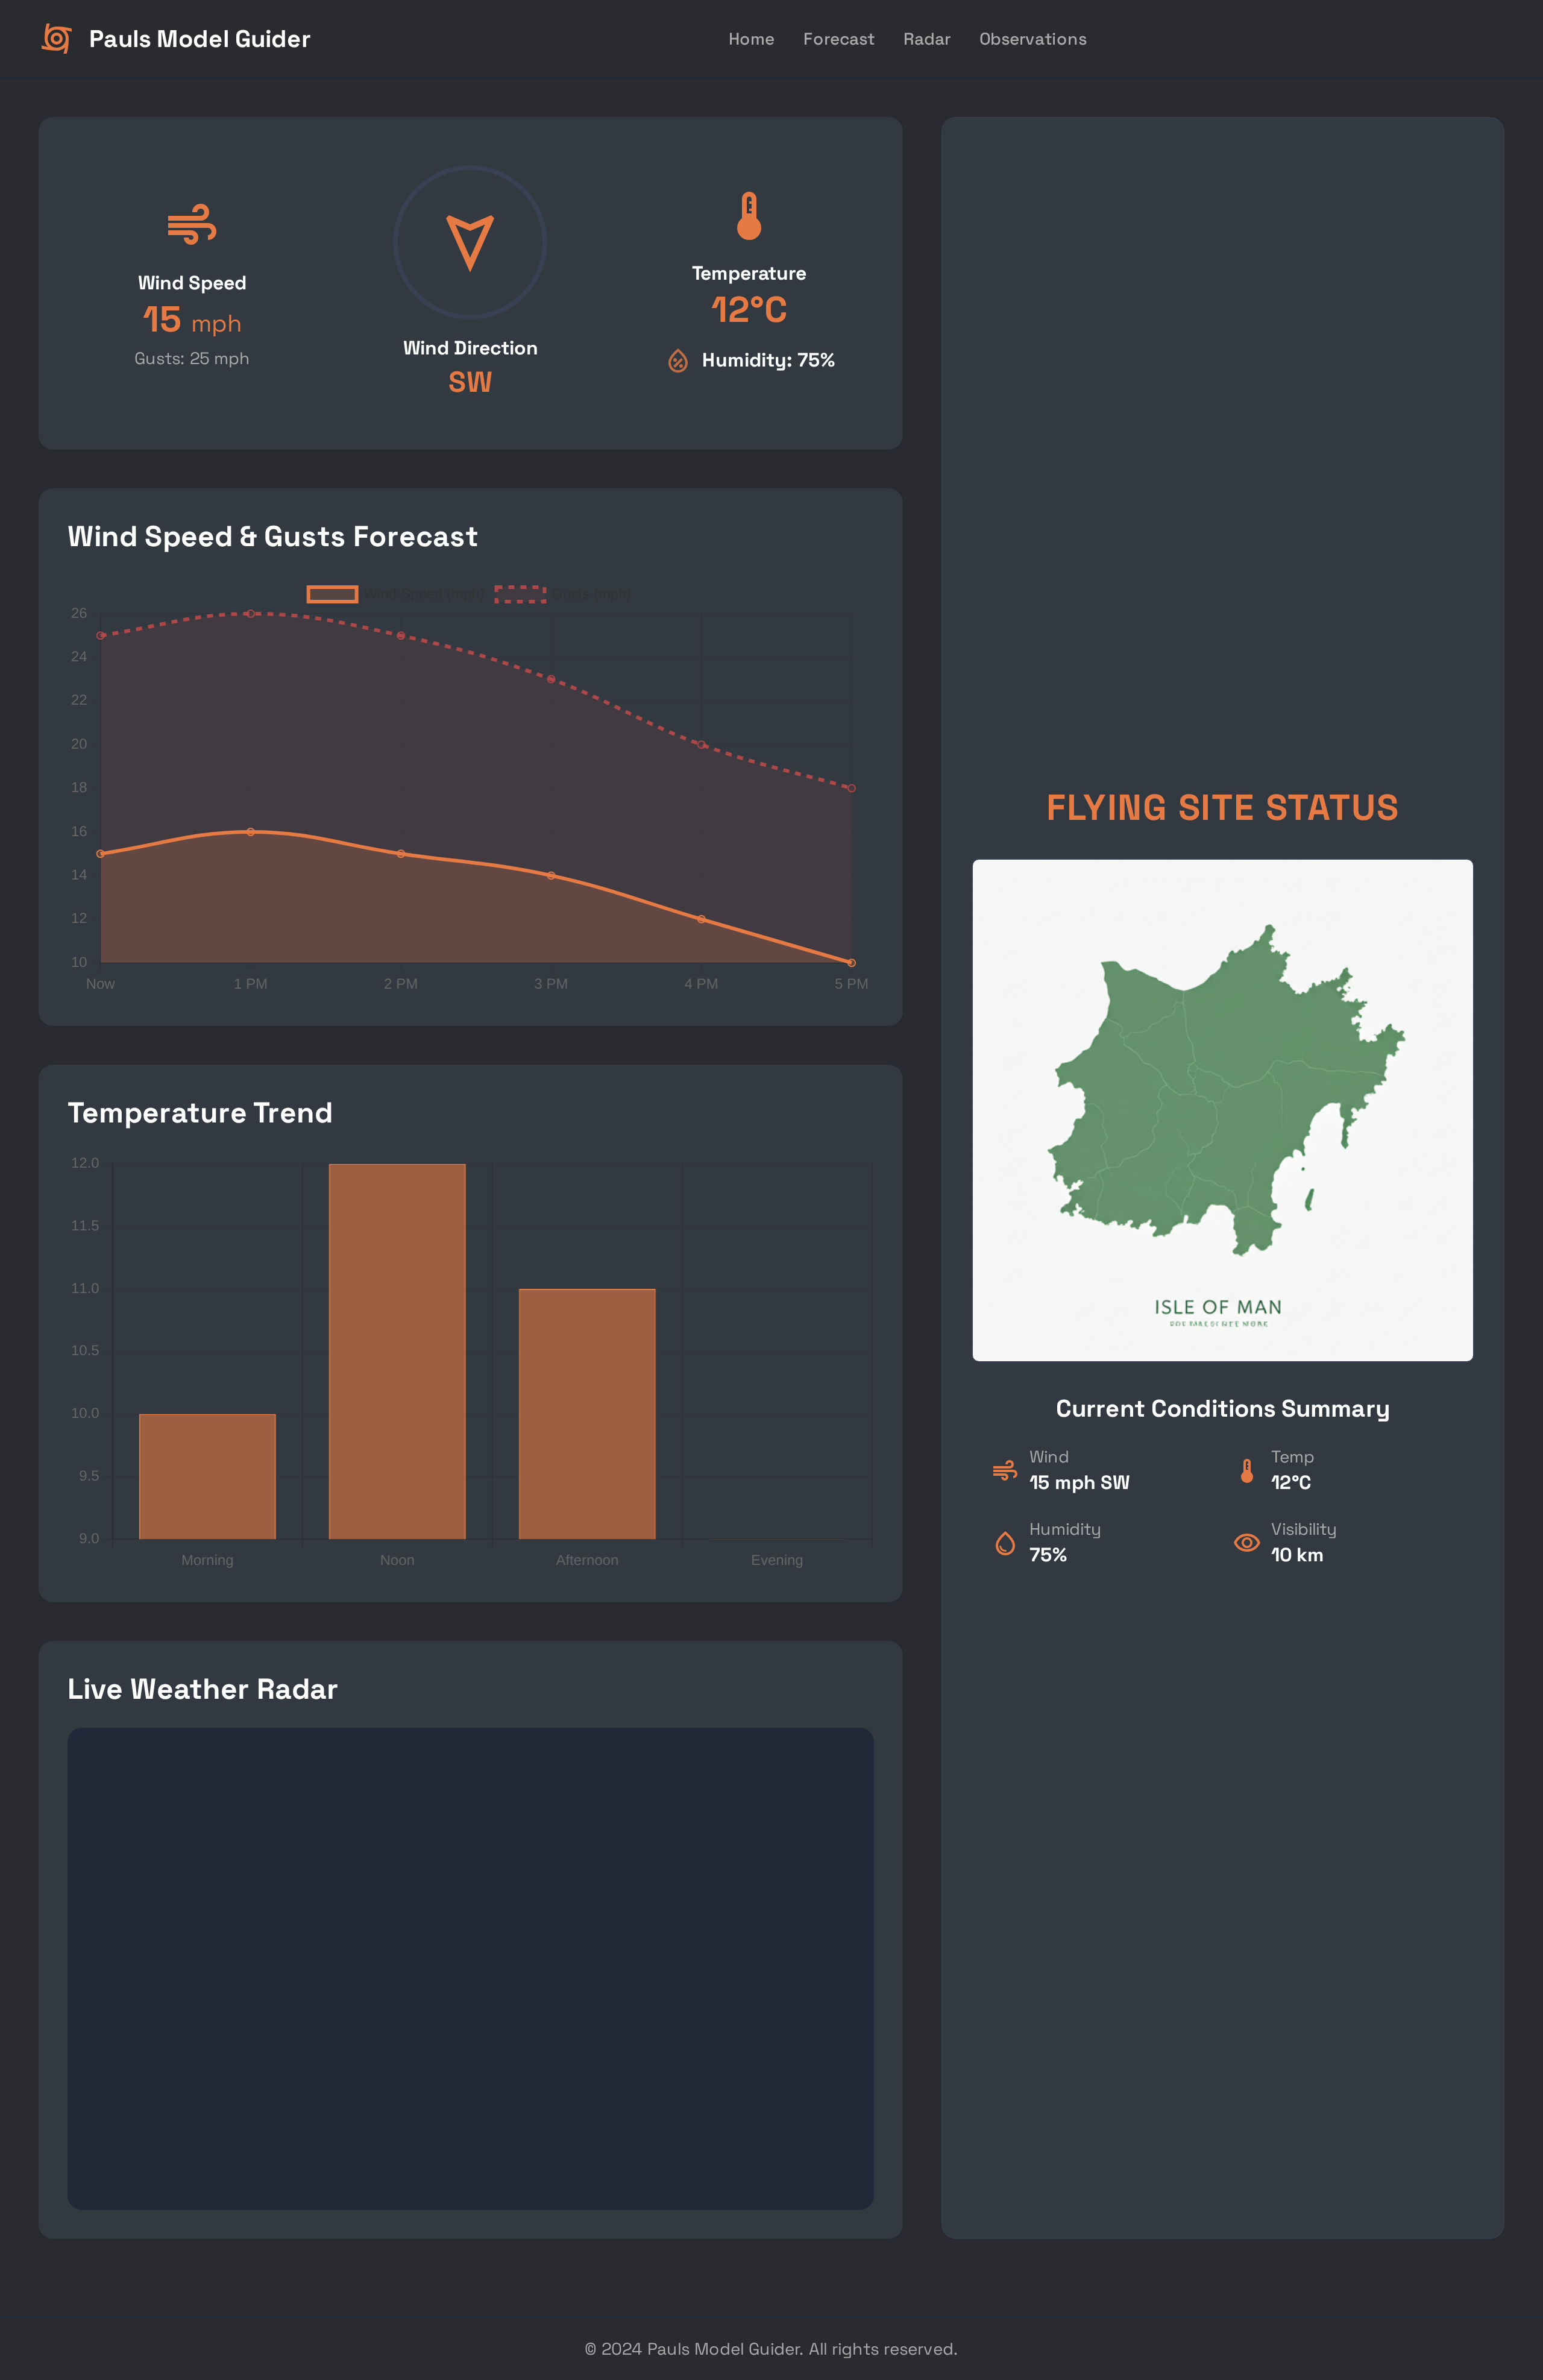 Pauls Model Guider
Home Forecast Radar Observations
Wind Speed
15 mph
Gusts: 25 mph
Wind Direction
SW
Temperature
12°C
Humidity: 75%
Wind Speed & Gusts Forecast
Wind Speed (mph) Gusts (mph)
26
24
22
20
18
16
14
12
10
Now 1 PM 2 PM 3 PM 4 PM 5 PM
Temperature Trend
12.0
11.5
11.0
10.5
10.0
9.5
9.0
Morning Noon Afternoon Evening
Live Weather Radar
FLYING SITE STATUS
ISLE OF MAN
Current Conditions Summary
Wind
15 mph SW
Temp
12°C
Humidity
75%
Visibility
10 km
© 2024 Pauls Model Guider. All rights reserved.